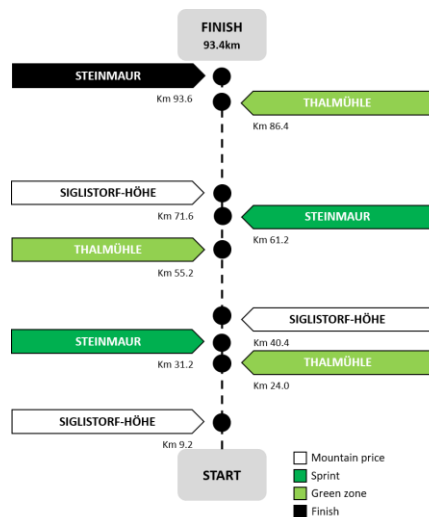 FINISH
93.4km
STEINMAUR
Km 93.6
THALMÜHLE
Km 86.4
SIGLISTORF-HÖHE
Km 71.6
STEINMAUR
Km 61.2
THALMÜHLE
Km 55.2
SIGLISTORF-HÖHE
Km 40.4
STEINMAUR
Km 31.2
THALMÜHLE
Km 24.0
SIGLISTORF-HÖHE
Km 9.2
START
Mountain price
Sprint
Green zone
Finish